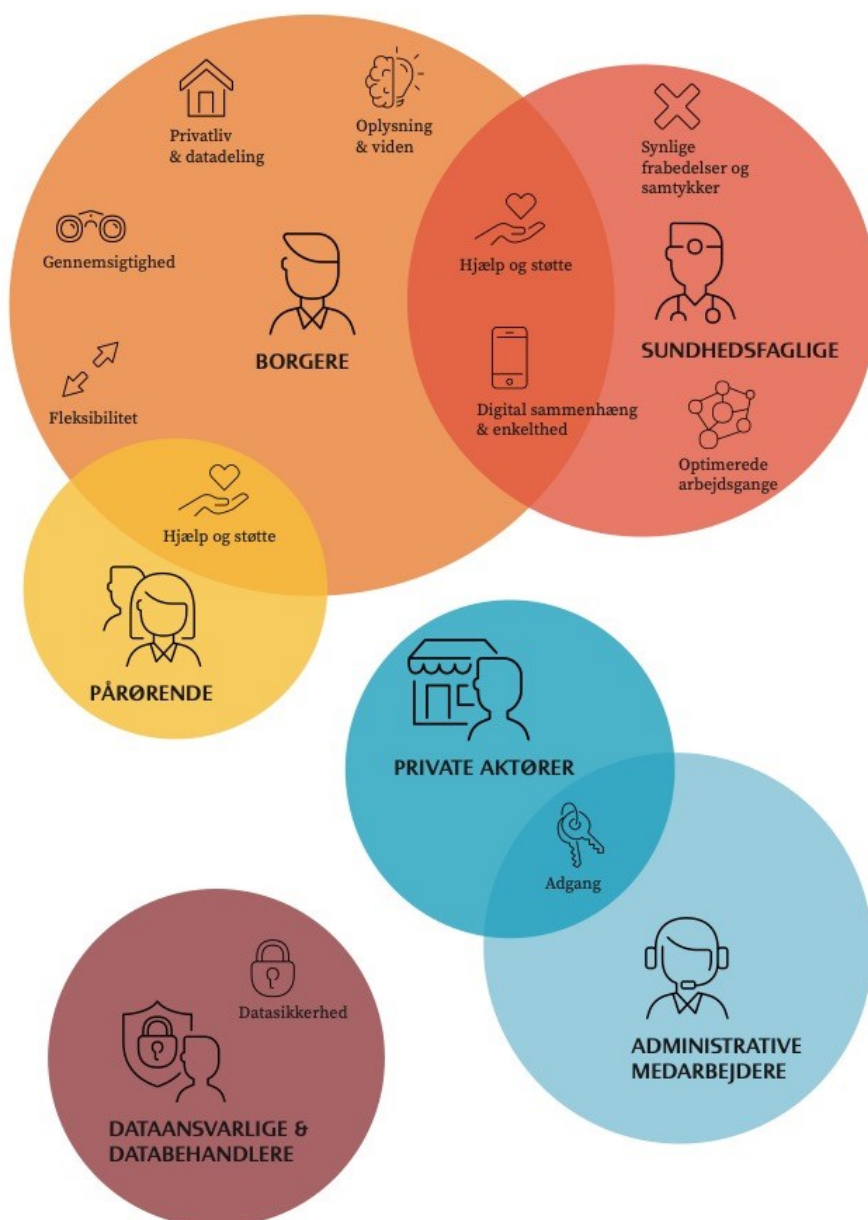 Privatliv
& datadeling
Oplysning
& viden
Synlige
frabedelser og
samtykker
Gennemsigtighed
Hjælp og støtte
BORGERE
SUNDHEDSFAGLIGE
Fleksibilitet
Digital sammenhæng
& enkelthed
Optimerede
arbejdsgange
Hjælp og støtte
PÅRØRENDE
PRIVATE AKTØRER
Adgang
Datasikkerhed
ADMINISTRATIVE
MEDARBEJDERE
DATAANSVARLIGE &
DATABEHANDLERE